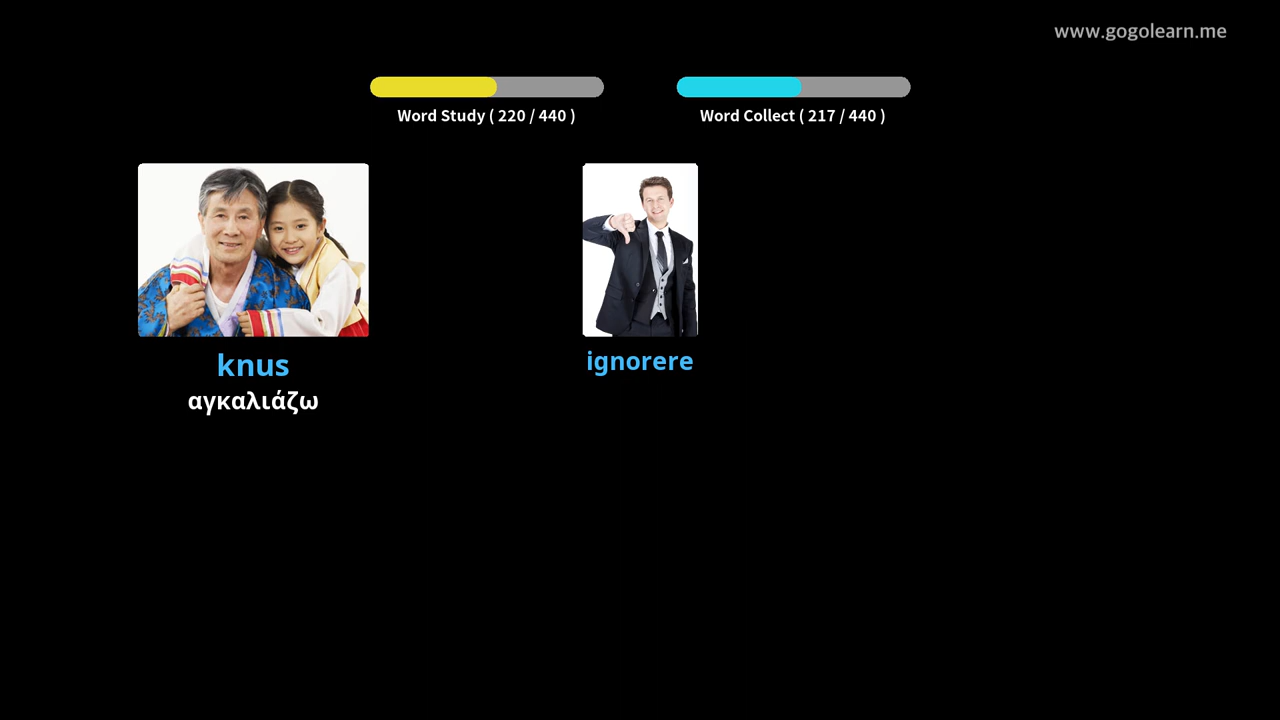 www.gogolearn.me
Word Study ( 220 / 440 )
Word Collect ( 217 / 440 )
knus
αγκαλιάζω
ignorere